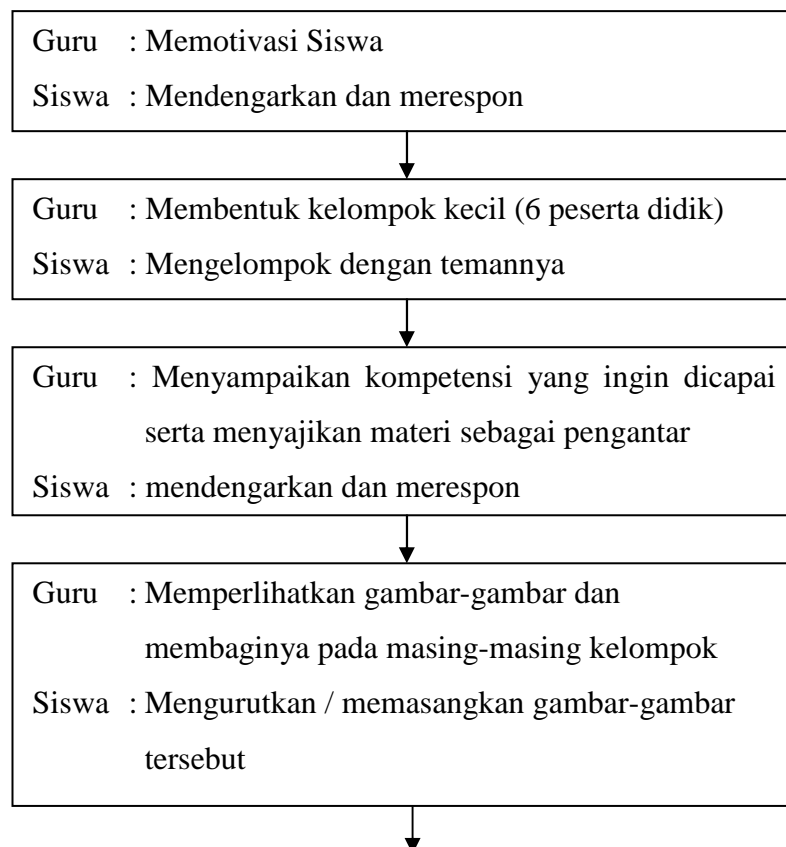 Guru : Memotivasi Siswa
Siswa : Mendengarkan dan merespon
Guru : Membentuk kelompok kecil (6 peserta didik)
Siswa : Mengelompok dengan temannya
Guru : Menyampaikan kompetensi yang ingin dicapai
serta menyajikan materi sebagai pengantar
Siswa : mendengarkan dan merespon
Guru : Memperlihatkan gambar-gambar dan
membaginya pada masing-masing kelompok
Siswa : Mengurutkan / memasangkan gambar-gambar
tersebut